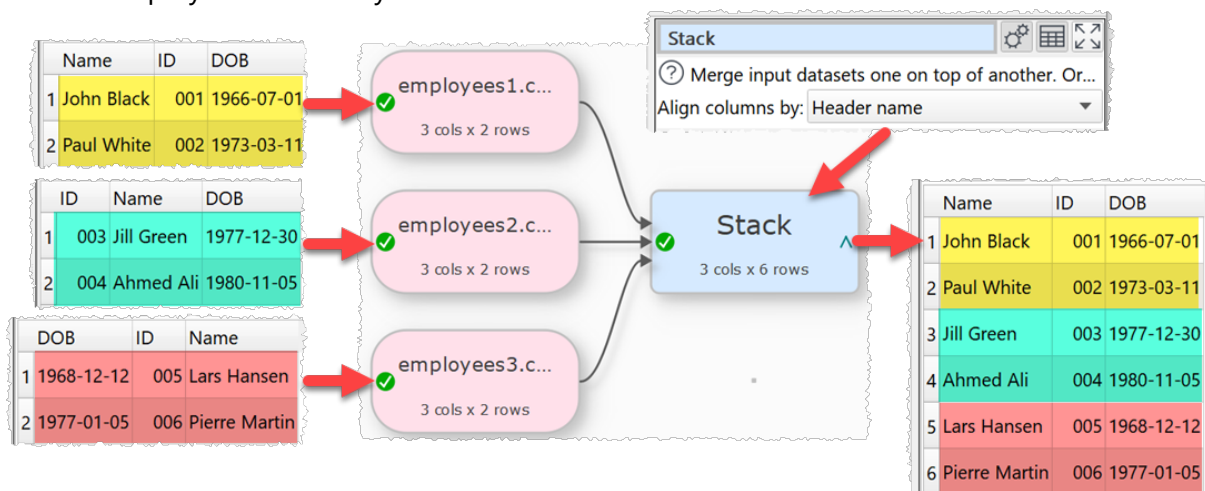 Stack
Merge input datasets one on top of another. Or...
Align columns by: Header name
Name ID DOB
1 John Black 001 1966-07-01
2 Paul White 002 1973-03-11
ID Name DOB
1 003 Jill Green 1977-12-30
2 004 Ahmed Ali 1980-11-05
DOB ID Name
1 1968-12-12 005 Lars Hansen
2 1977-01-05 006 Pierre Martin
employees1.c...
3 cols x 2 rows
employees2.c...
3 cols x 2 rows
employees3.c...
3 cols x 2 rows
Stack
3 cols x 6 rows
Name ID DOB
1 John Black 001 1966-07-01
2 Paul White 002 1973-03-11
3 Jill Green 003 1977-12-30
4 Ahmed Ali 004 1980-11-05
5 Lars Hansen 005 1968-12-12
6 Pierre Martin 006 1977-01-05